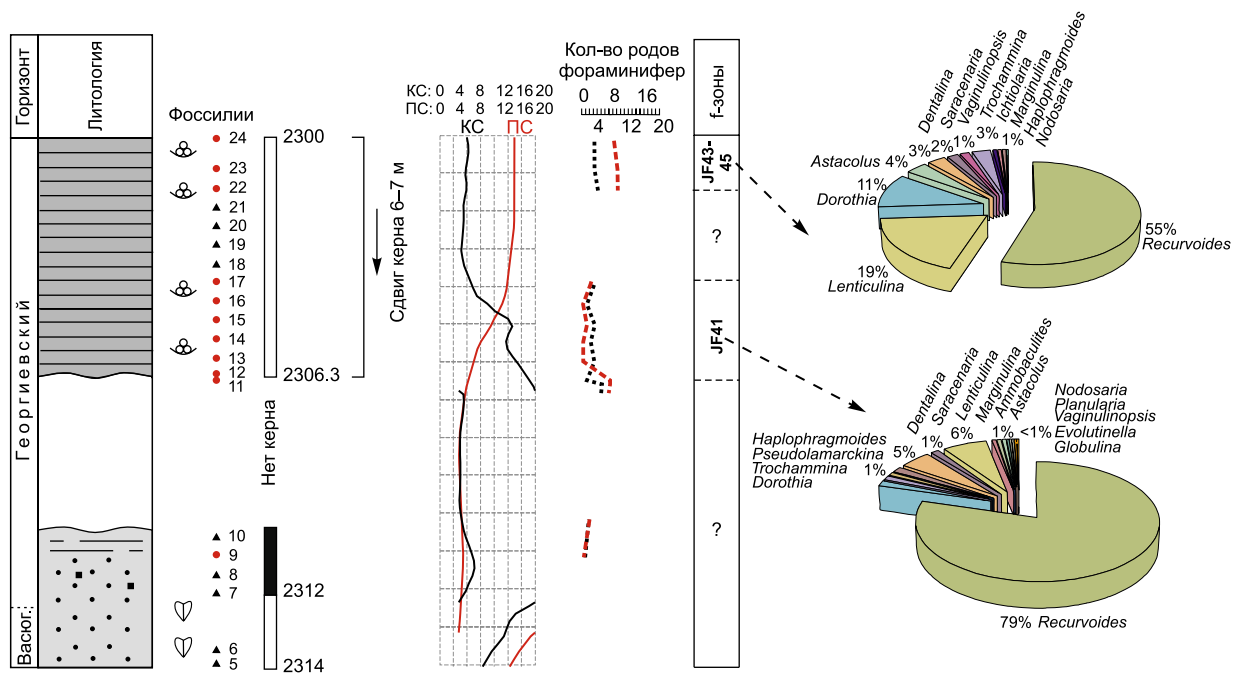 Горизонт
Литология
Фоссилии
24
23
22
21
20
19
18
17
16
15
14
13
12
11
10
9
8
7
6
5
2300
2306.3
2312
2314
Нет керна
Сдвиг керна 6–7 м
Георгиевский
Васюг.
КС: 0 4 8 12 16 20
ПС: 0 4 8 12 16 20
КС ПС
Кол-во родов
фораминифер
0 8 16
4 12 20
f-зоны
JF43-
45
?
JF41
?
Dentalina
Saracenaria
Vaginulinopsis
Trochammina
Ichtiolaria
Marginulina
Haplophragmoides
Nodosaria
Astacolus 4% 3% 2% 1% 3% 1%
11%
Dorothia
19%
Lenticulina
55%
Recurvoides
Dentalina
Saracenaria
Lenticulina
Marginulina
Ammobaculites
Astacolus
Nodosaria
Planularia
Vaginulinopsis
Evolutinella
Globulina
Haplophragmoides
Pseudolamarckina
Trochammina
Dorothia
1% 5% 1% 6% 1% <1%
79% Recurvoides